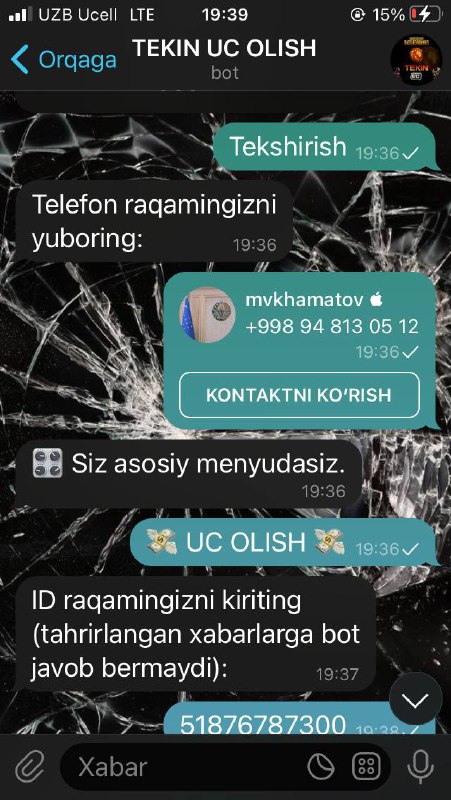 UZB Ucell LTE 19:39 15%
Orqaga TEKIN UC OLISH
bot
Tekshirish 19:36
Telefon raqamingizni
yuboring: 19:36
mvkhamatov
+998 94 813 05 12
19:36
KONTAKTNI KO‘RISH
Siz asosiy menyudasiz.
19:36
💸 UC OLISH 💸 19:36
ID raqamingizni kiriting
(tahrirlangan xabarlarga bot
javob bermaydi): 19:37
51876787300 19:38
Xabar